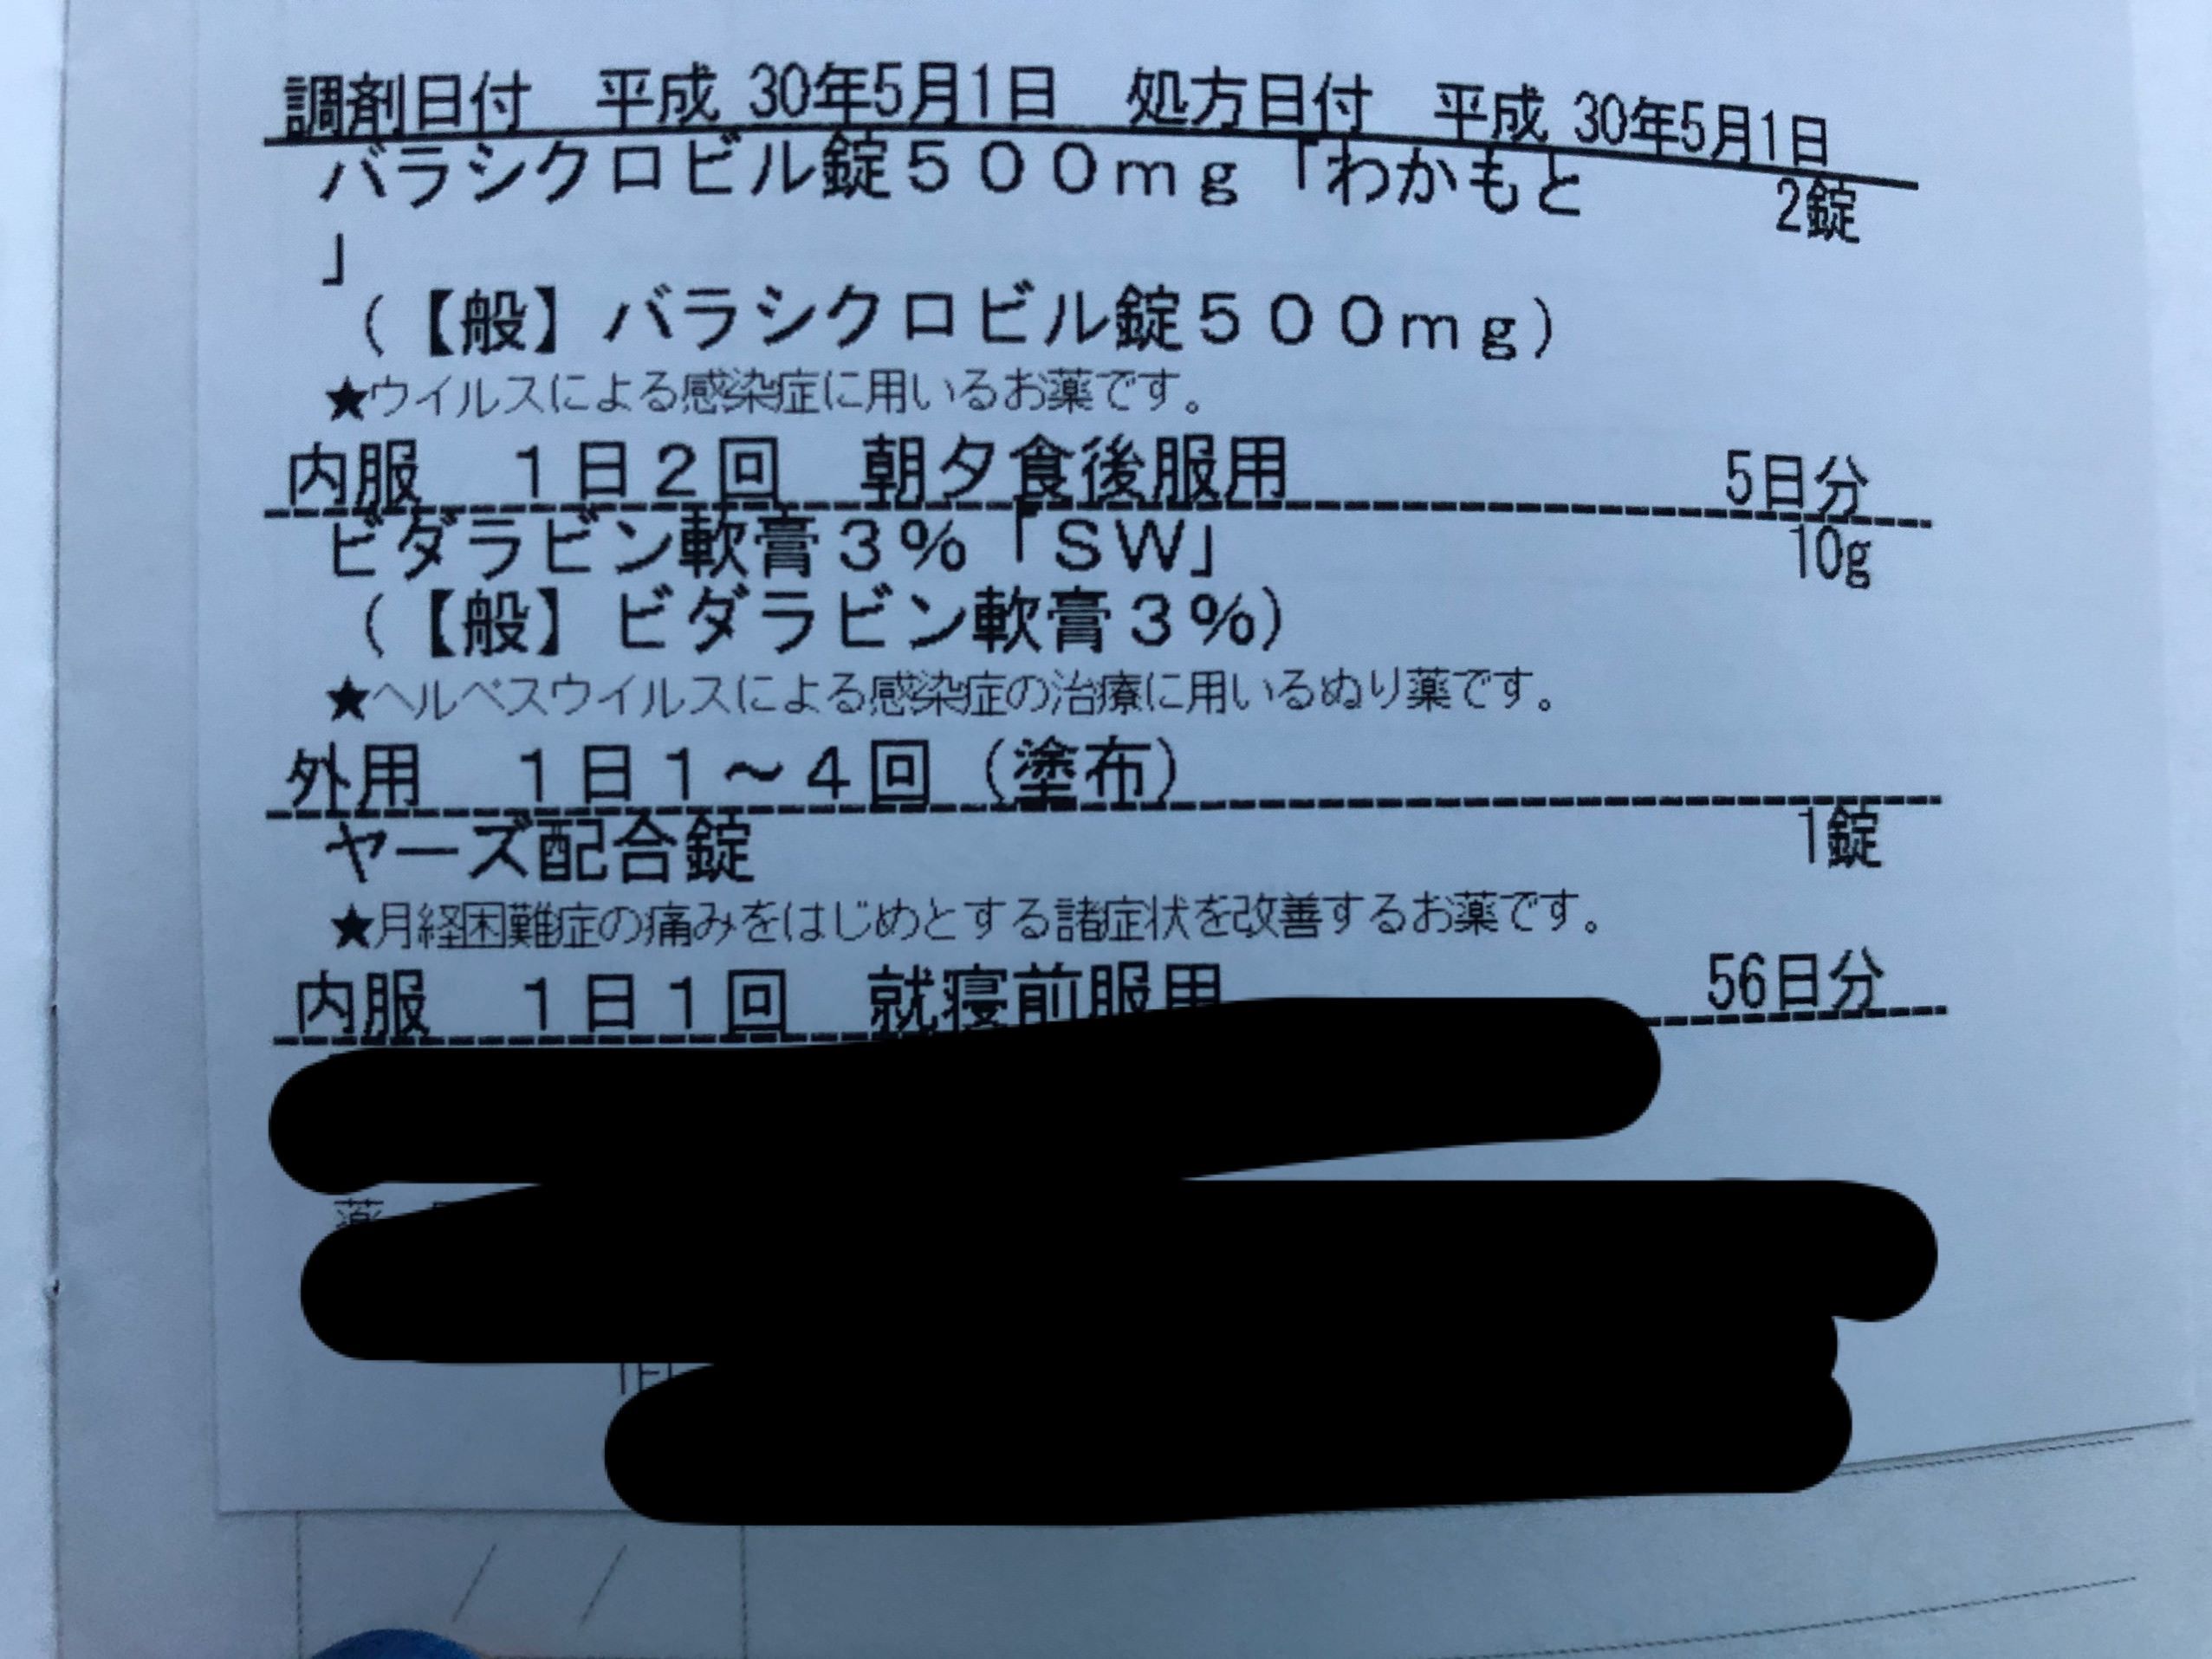 調剤日付　平成 30年5月1日　処方日付　平成 30年5月1日
バラシクロビル錠５００ｍｇ「わかもと　2錠
」
（【般】バラシクロビル錠５００ｍｇ）
★ウイルスによる感染症に用いるお薬です。
内服　１日２回　朝夕食後服用　5日分
ビダラビン軟膏３％「ＳＷ」　10g
（【般】ビダラビン軟膏３％）
★ヘルペスウイルスによる感染症の治療に用いるぬり薬です。
外用　１日１～４回（塗布）
ヤーズ配合錠　1錠
★月経困難症の痛みをはじめとする諸症状を改善するお薬です。
内服　１日１回　就寝前服用　56日分